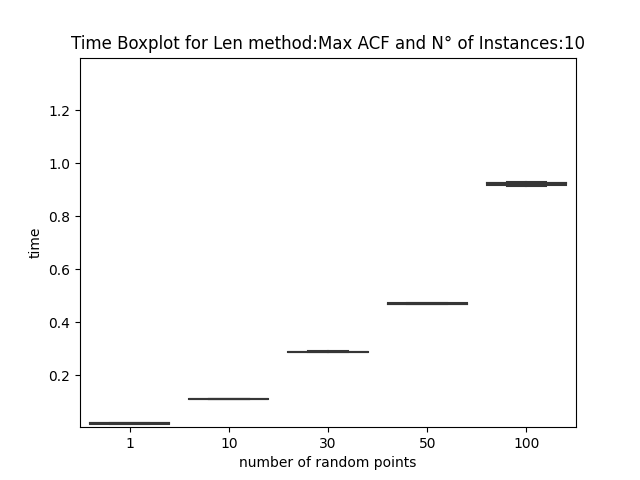 Time Boxplot for Len method:Max ACF and N° of Instances:10
1.2
1.0
0.8
0.6
0.4
0.2
time
1 10 30 50 100
number of random points